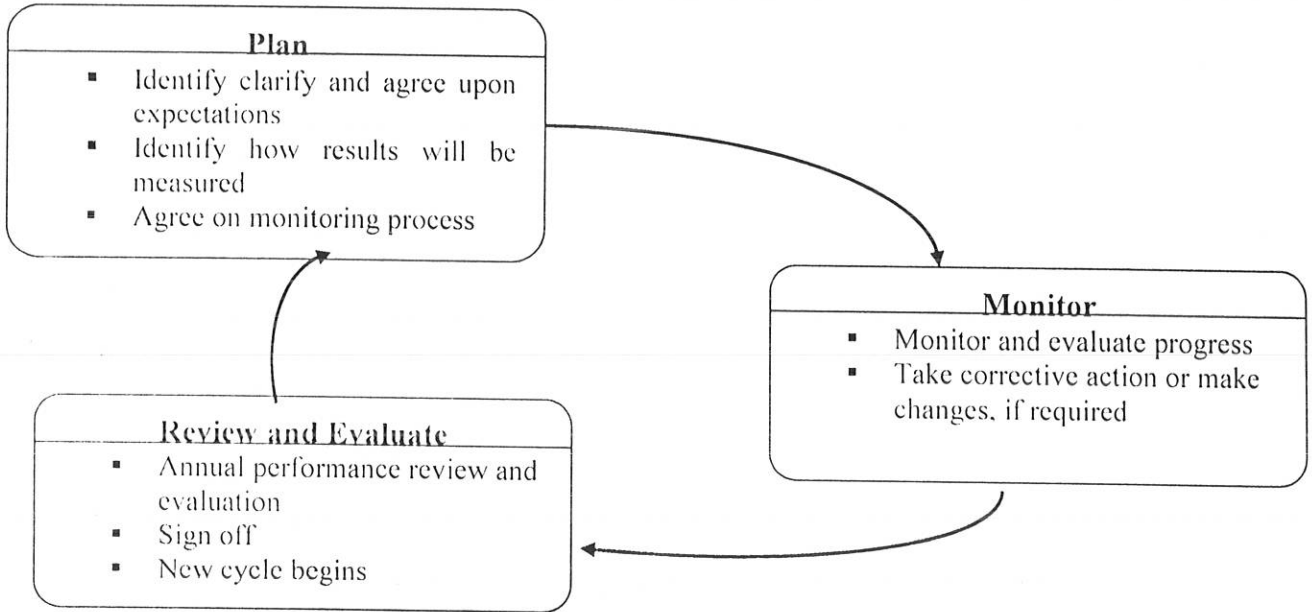 Plan
▪ Identify clarify and agree upon
expectations
▪ Identify how results will be
measured
▪ Agree on monitoring process
Monitor
▪ Monitor and evaluate progress
▪ Take corrective action or make
changes, if required
Review and Evaluate
▪ Annual performance review and
evaluation
▪ Sign off
▪ New cycle begins